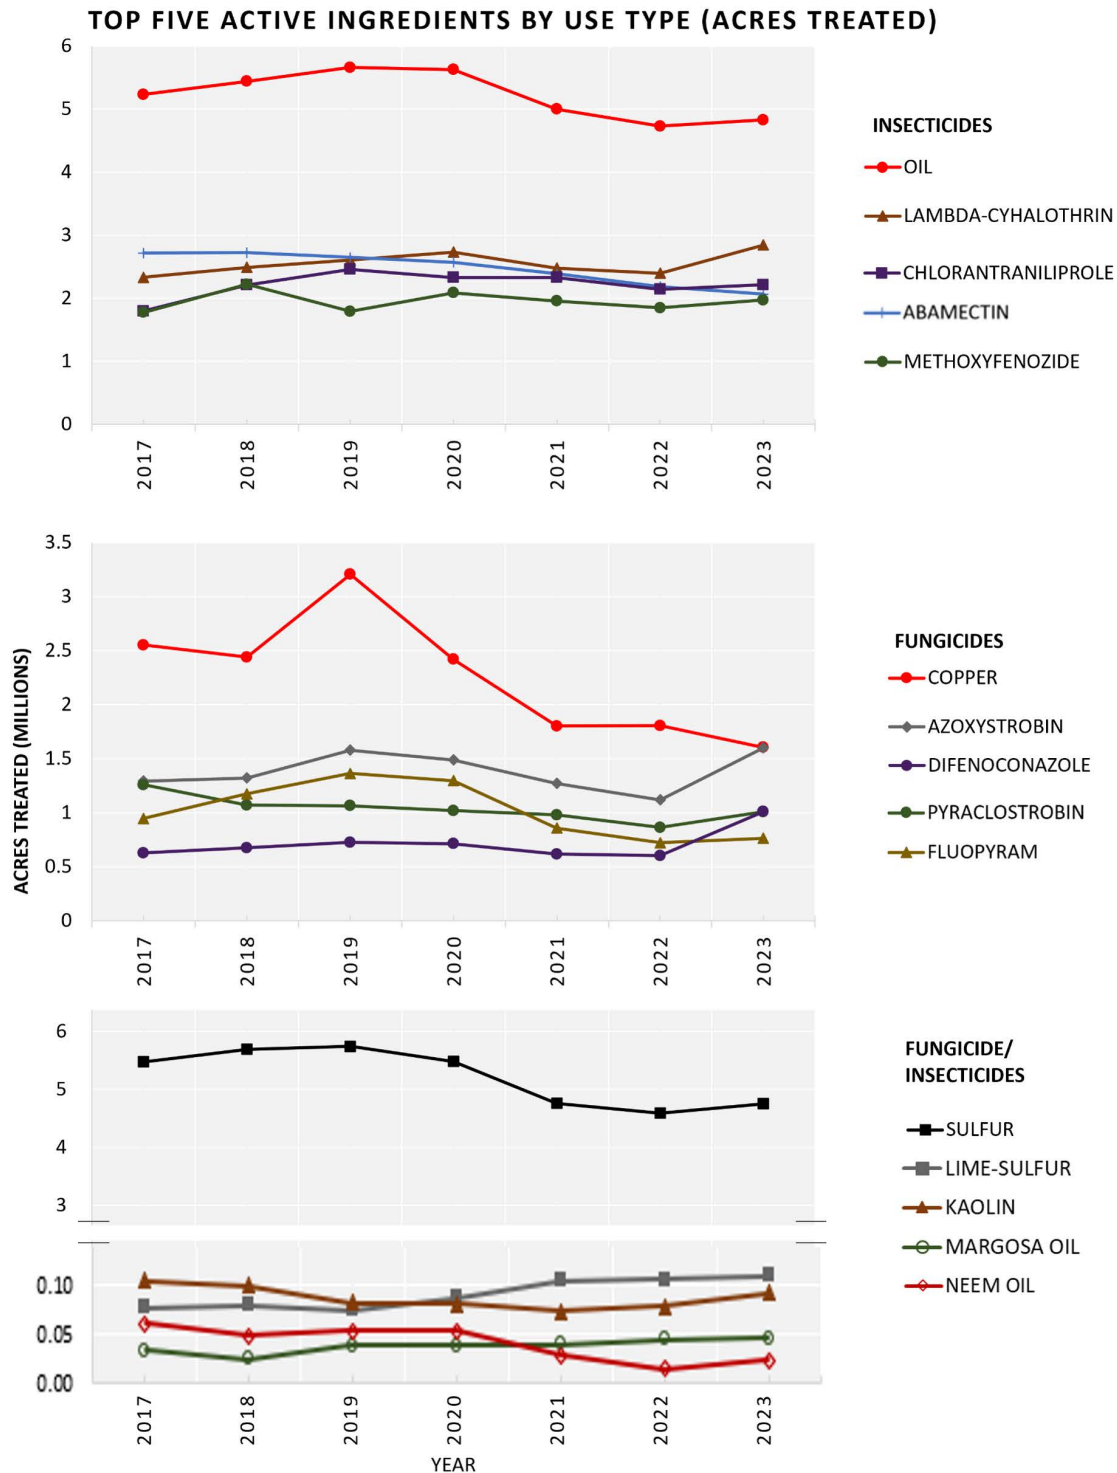 TOP FIVE ACTIVE INGREDIENTS BY USE TYPE (ACRES TREATED)
6
5
4
3
2
1
0
2017
2018
2019
2020
2021
2022
2023
INSECTICIDES
OIL
LAMBDA-CYHALOTHRIN
CHLORANTRANILIPROLE
ABAMECTIN
METHOXYFENOZIDE
ACRES TREATED (MILLIONS)
3.5
3
2.5
2
1.5
1
0.5
0
2017
2018
2019
2020
2021
2022
2023
FUNGICIDES
COPPER
AZOXYSTROBIN
DIFENOCONAZOLE
PYRACLOSTROBIN
FLUOPYRAM
6
5
4
3
0.10
0.05
0.00
2017
2018
2019
2020
2021
2022
2023
YEAR
FUNGICIDE/
INSECTICIDES
SULFUR
LIME-SULFUR
KAOLIN
MARGOSA OIL
NEEM OIL